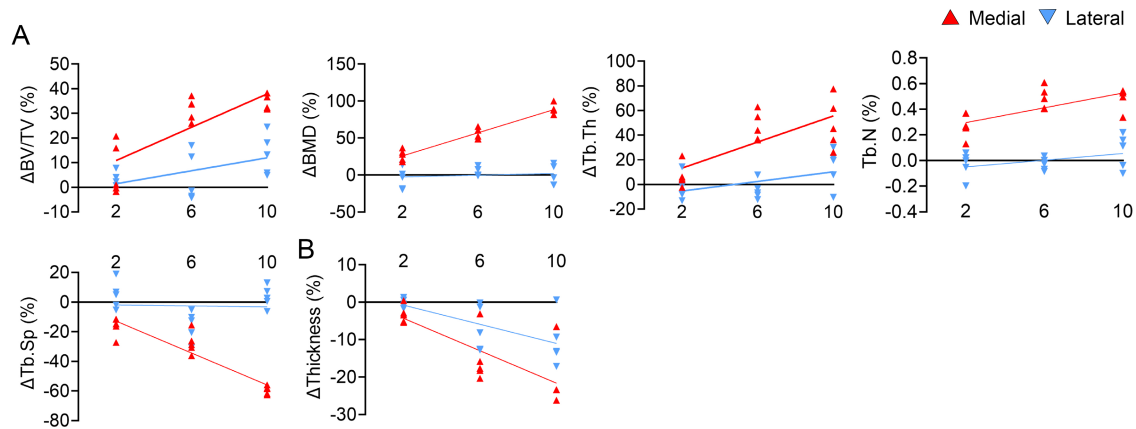 Medial Lateral
A
ΔBV/TV (%)
50
40
30
20
10
0
-10
2 6 10
ΔBMD (%)
150
100
50
0
-50
2 6 10
ΔTb.Th (%)
100
80
60
40
20
0
-20
2 6 10
Tb.N (%)
0.8
0.6
0.4
0.2
0.0
-0.2
-0.4
2 6 10
ΔTb.Sp (%)
20
0
-20
-40
-60
-80
2 6 10
B
ΔThickness (%)
10
0
-10
-20
-30
2 6 10